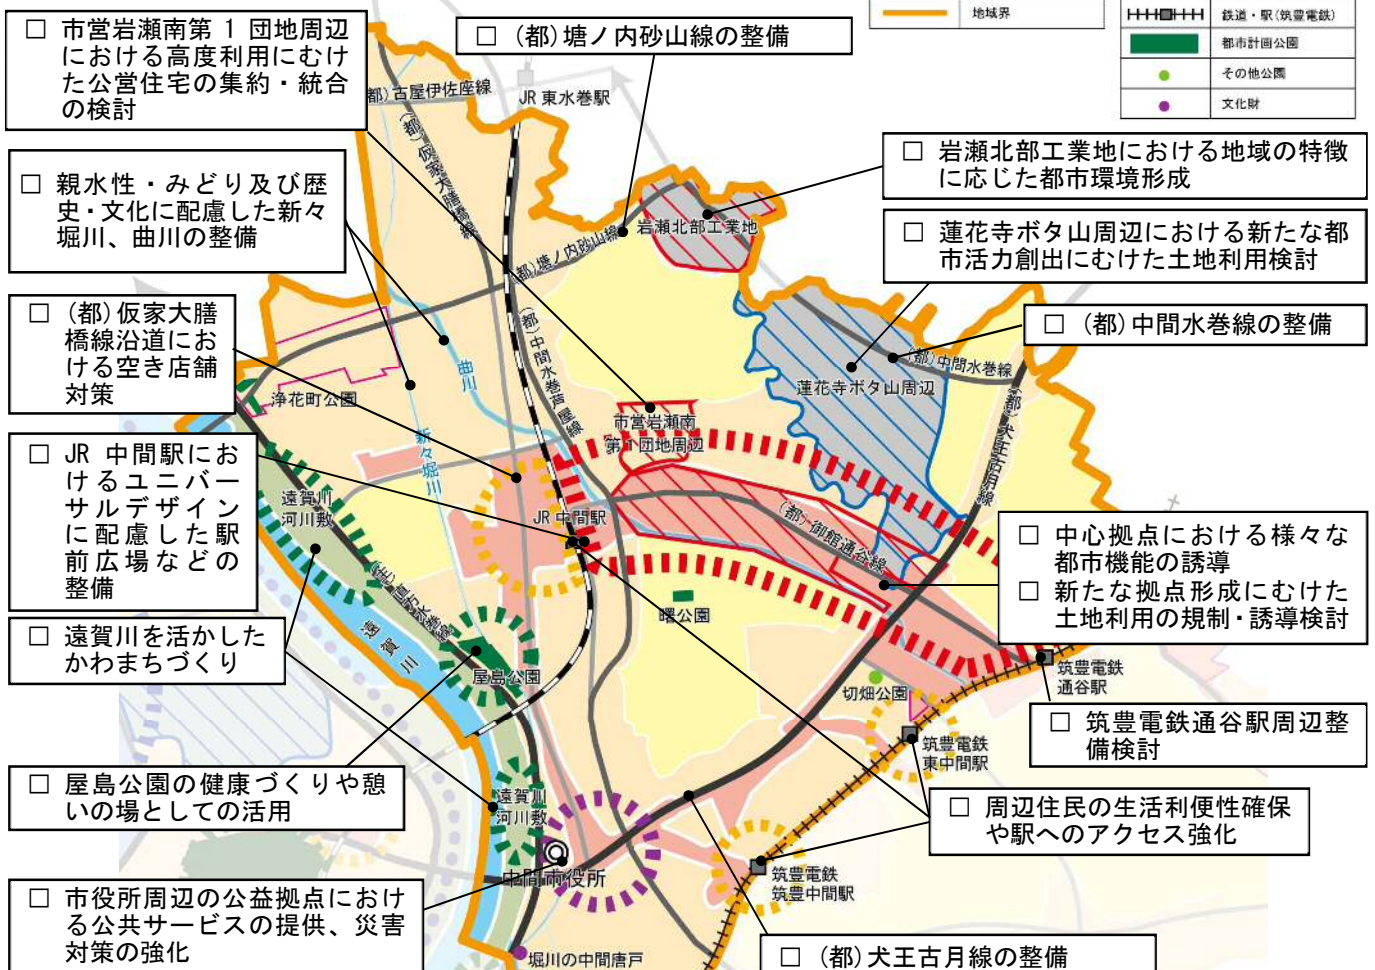 地域界
鉄道・駅(筑豊電鉄)
都市計画公園
その他公園
文化財
□ 市営岩瀬南第 1 団地周辺
における高度利用にむけ
た公営住宅の集約・統合
の検討
□ (都)塘ノ内砂山線の整備
□ 親水性・みどり及び歴
史・文化に配慮した新々
堀川、曲川の整備
□ 岩瀬北部工業地における地域の特徴
に応じた都市環境形成
□ 蓮花寺ボタ山周辺における新たな都
市活力創出にむけた土地利用検討
□ (都)中間水巻線の整備
□ (都)仮家大膳
橋線沿道にお
ける空き店舗
対策
□ JR 中間駅にお
けるユニバー
サルデザイン
に配慮した駅
前広場などの
整備
□ 中心拠点における様々な
都市機能の誘導
□ 新たな拠点形成にむけた
土地利用の規制・誘導検討
□ 遠賀川を活かした
かわまちづくり
□ 筑豊電鉄通谷駅周辺整
備検討
□ 屋島公園の健康づくりや憩
いの場としての活用
□ 周辺住民の生活利便性確保
や駅へのアクセス強化
□ 市役所周辺の公益拠点におけ
る公共サービスの提供、災害
対策の強化
□ (都)犬王古月線の整備
都)古屋伊佐座線
JR 東水巻駅
(都)仮家大膳橋線
(都)塘ノ内砂山線
岩瀬北部工業地
(都)中間水巻芦屋線
曲川
新々堀川
浄花町公園
(都)中間水巻線
蓮花寺ボタ山周辺
(都)犬王古月線
市営岩瀬南
第1団地周辺
遠賀川
河川敷
JR 中間駅
(都)御館通谷線
曙公園
遠賀川
屋島公園
切畑公園
筑豊電鉄
通谷駅
筑豊電鉄
東中間駅
遠賀川
河川敷
中間市役所
筑豊電鉄
筑豊中間駅
堀川の中間唐戸